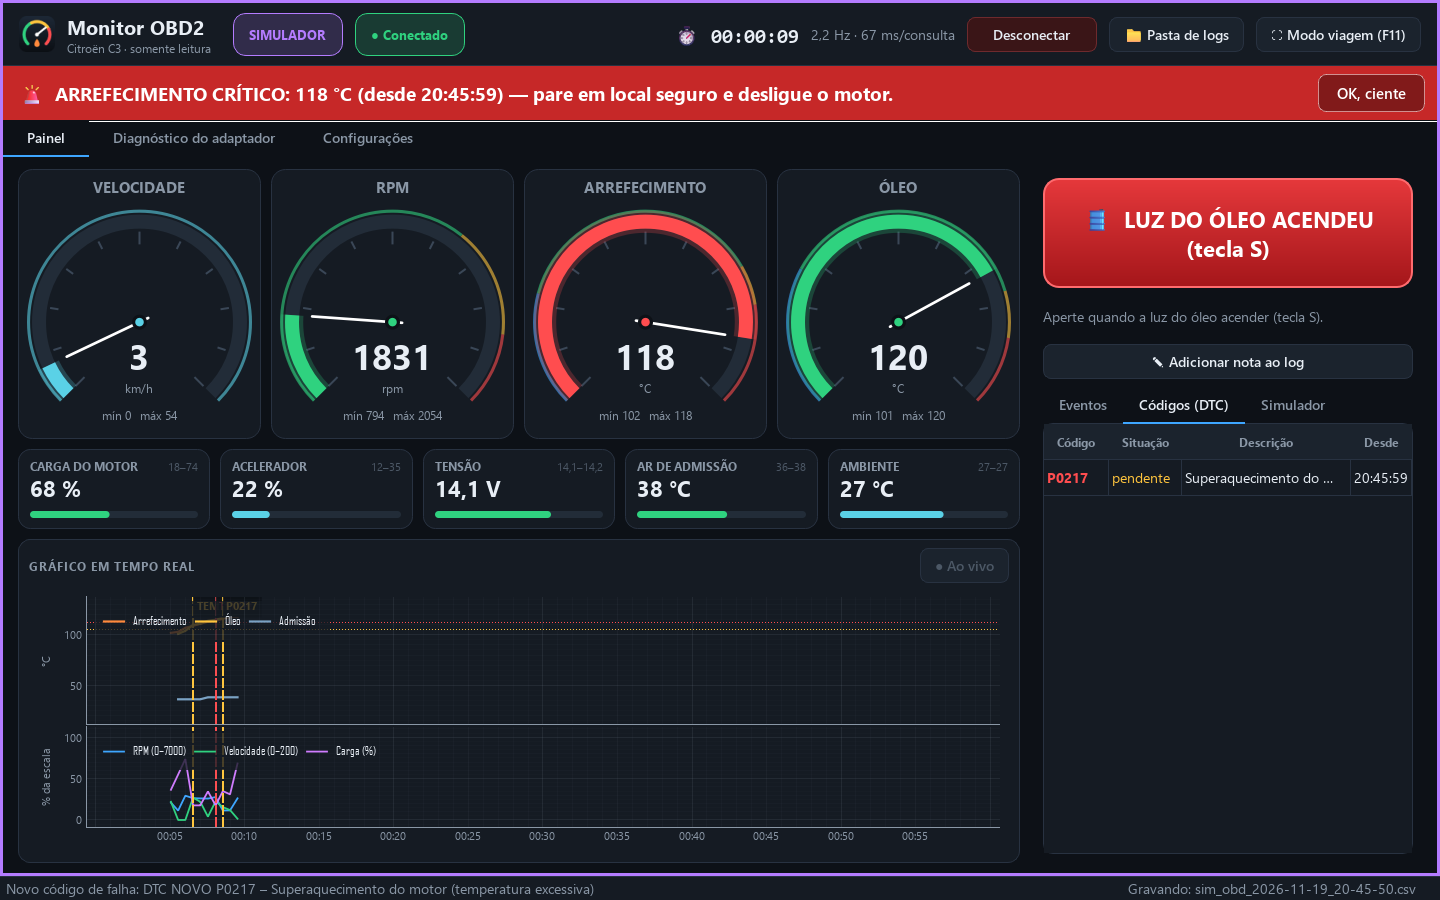 Monitor OBD2
Citroën C3 · somente leitura
SIMULADOR
● Conectado
00:00:09
2,2 Hz · 67 ms/consulta
Desconectar
Pasta de logs
Modo viagem (F11)
ARREFECIMENTO CRÍTICO: 118 °C (desde 20:45:59) — pare em local seguro e desligue o motor.
OK, ciente
Painel
Diagnóstico do adaptador
Configurações
VELOCIDADE
3
km/h
mín 0 máx 54
RPM
1831
rpm
mín 794 máx 2054
ARREFECIMENTO
118
°C
mín 102 máx 118
ÓLEO
120
°C
mín 101 máx 120
LUZ DO ÓLEO ACENDEU
(tecla S)
Aperte quando a luz do óleo acender (tecla S).
Adicionar nota ao log
Eventos
Códigos (DTC)
Simulador
Código Situação Descrição Desde
P0217 pendente Superaquecimento do ... 20:45:59
CARGA DO MOTOR 18–74
68 %
ACELERADOR 12–35
22 %
TENSÃO 14,1–14,2
14,1 V
AR DE ADMISSÃO 36–38
38 °C
AMBIENTE 27–27
27 °C
GRÁFICO EM TEMPO REAL
● Ao vivo
P0217
Arrefecimento Óleo Admissão
100
50
°C
RPM (0-7000) Velocidade (0-200) Carga (%)
100
50
0
% da escala
00:05 00:10 00:15 00:20 00:25 00:30 00:35 00:40 00:45 00:50 00:55
Novo código de falha: DTC NOVO P0217 – Superaquecimento do motor (temperatura excessiva)
Gravando: sim_obd_2026-11-19_20-45-50.csv